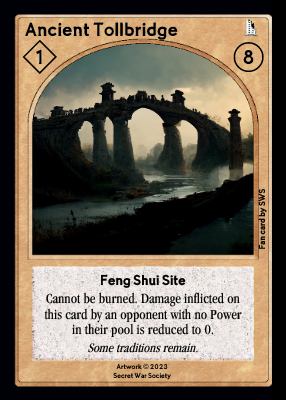 Ancient Tollbridge
1
8
Fan card by SWS
Feng Shui Site
Cannot be burned. Damage inflicted on
this card by an opponent with no Power
in their pool is reduced to 0.
Some traditions remain.
Artwork © 2023
Secret War Society